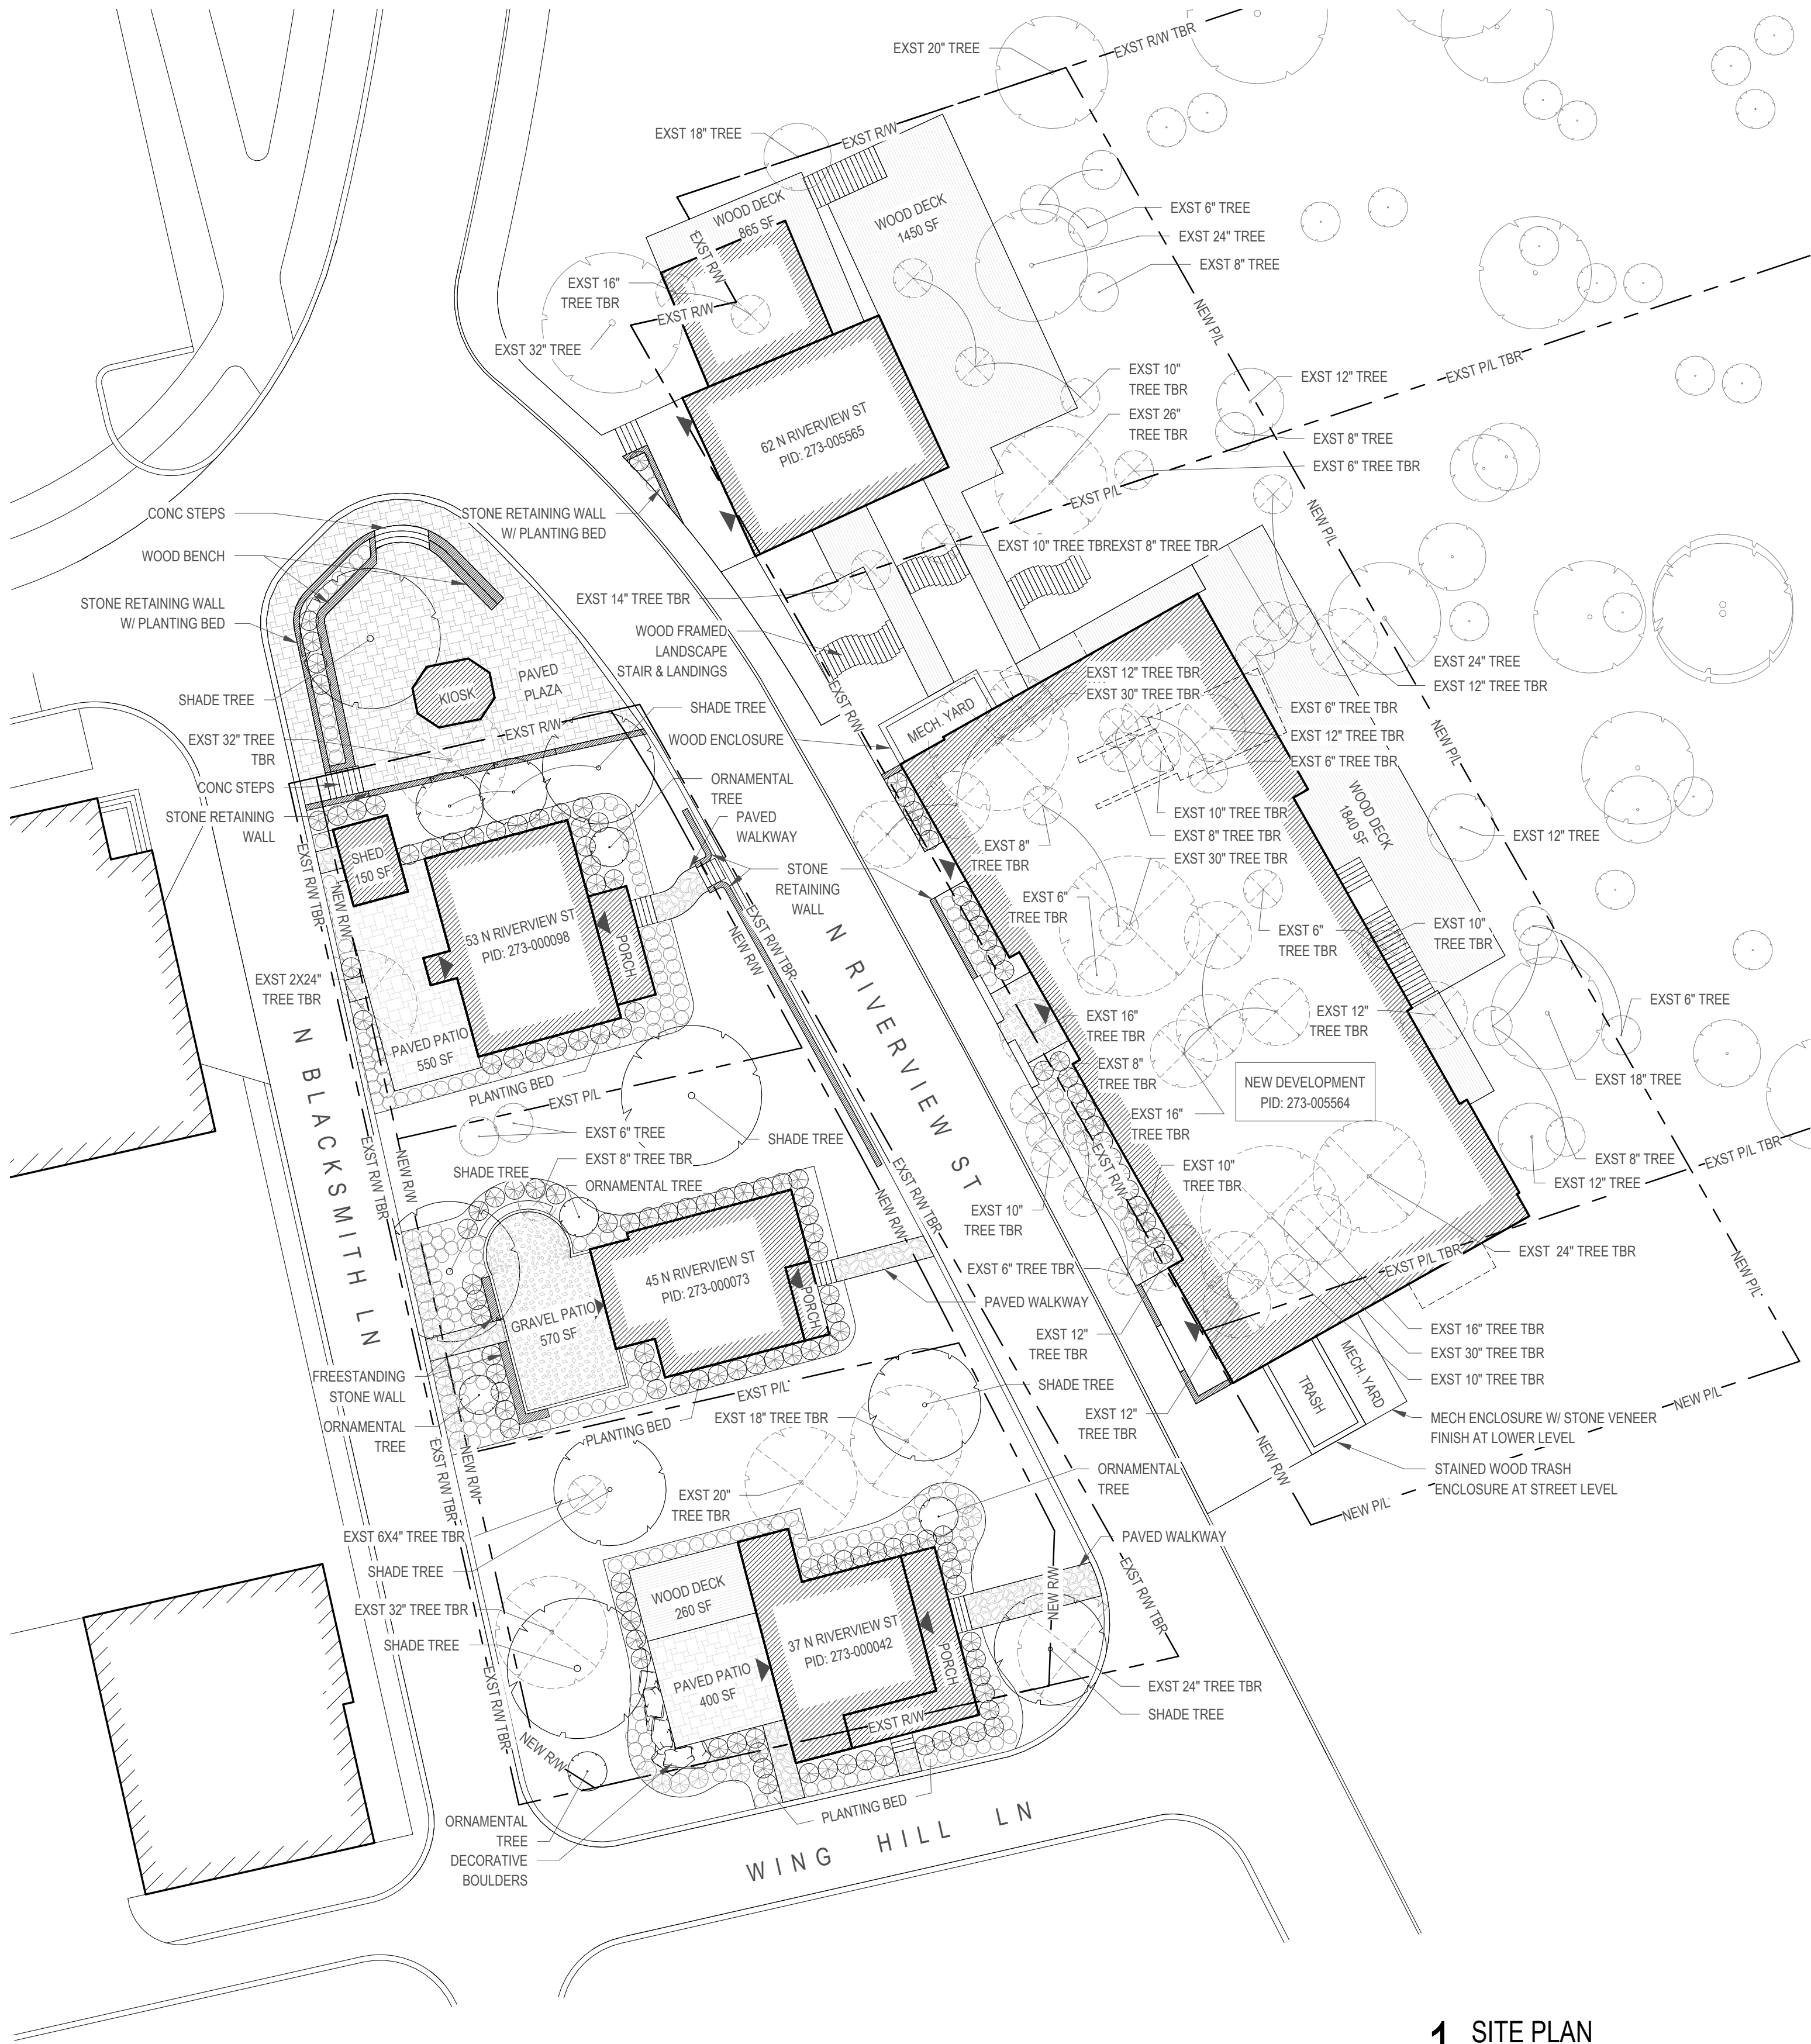 EXST 20" TREE
EXST R/W TBR
EXST 18" TREE
EXST R/W
WOOD DECK
865 SF
WOOD DECK
1450 SF
EXST R/W
EXST 6" TREE
EXST 24" TREE
EXST 8" TREE
EXST 16"
TREE TBR
EXST R/W
EXST 32" TREE
NEW P/L
EXST P/L TBR
EXST 10"
TREE TBR
EXST 12" TREE
EXST 26"
TREE TBR
62 N RIVERVIEW ST
PID: 273-005565
EXST 8" TREE
EXST 6" TREE TBR
EXST P/L
NEW P/L
CONC STEPS
STONE RETAINING WALL
W/ PLANTING BED
WOOD BENCH
EXST 10" TREE TBR
EXST 8" TREE TBR
STONE RETAINING WALL
W/ PLANTING BED
EXST 14" TREE TBR
WOOD FRAMED
LANDSCAPE
STAIR & LANDINGS
EXST R/W
SHADE TREE
KIOSK
PAVED
PLAZA
EXST R/W
SHADE TREE
MECH. YARD
WOOD ENCLOSURE
EXST 12" TREE TBR
EXST 30" TREE TBR
EXST 24" TREE
EXST 12" TREE TBR
EXST 6" TREE TBR
EXST 12" TREE TBR
EXST 6" TREE TBR
NEW P/L
EXST 32" TREE
TBR
CONC STEPS
STONE RETAINING
WALL
ORNAMENTAL
TREE
PAVED
WALKWAY
EXST 10" TREE TBR
EXST 8" TREE TBR
EXST 30" TREE TBR
EXST 8"
TREE TBR
WOOD DECK
1840 SF
EXST 12" TREE
EXST R/W TBR
NEW R/W
SHED
150 SF
STONE
RETAINING
WALL
53 N RIVERVIEW ST
PID: 273-000098
PORCH
EXST R/W TBR
NEW R/W
EXST 6"
TREE TBR
EXST 6"
TREE TBR
EXST 10"
TREE TBR
EXST 2X24"
TREE TBR
N BLACKSMITH LN
N RIVERVIEW ST
PAVED PATIO
550 SF
PLANTING BED
EXST P/L
EXST 16"
TREE TBR
EXST 12"
TREE TBR
EXST 6" TREE
EXST 8"
TREE TBR
NEW DEVELOPMENT
PID: 273-005564
EXST 18" TREE
EXST 6" TREE
EXST 8" TREE TBR
SHADE TREE
SHADE TREE
ORNAMENTAL TREE
EXST 16"
TREE TBR
EXST R/W
EXST 10"
TREE TBR
EXST 8" TREE
EXST 12" TREE
EXST P/L TBR
EXST R/W TBR
NEW R/W
EXST R/W TBR
NEW R/W
EXST 10"
TREE TBR
EXST 24" TREE TBR
EXST P/L TBR
NEW P/L
45 N RIVERVIEW ST
PID: 273-000073
PORCH
GRAVEL PATIO
570 SF
EXST 6" TREE TBR
PAVED WALKWAY
EXST 12"
TREE TBR
EXST 16" TREE TBR
EXST 30" TREE TBR
EXST 10" TREE TBR
FREESTANDING
STONE WALL
EXST P/L
SHADE TREE
EXST 12"
TREE TBR
TRASH
MECH. YARD
MECH ENCLOSURE W/ STONE VENEER
FINISH AT LOWER LEVEL
NEW P/L
ORNAMENTAL
TREE
EXST 18" TREE TBR
PLANTING BED
EXST R/W TBR
NEW R/W
NEW R/W
STAINED WOOD TRASH
ENCLOSURE AT STREET LEVEL
NEW P/L
ORNAMENTAL
TREE
EXST 20"
TREE TBR
EXST 6X4" TREE TBR
SHADE TREE
PAVED WALKWAY
EXST R/W TBR
NEW R/W
WOOD DECK
260 SF
EXST 32" TREE TBR
SHADE TREE
37 N RIVERVIEW ST
PID: 273-000042
PORCH
PAVED PATIO
400 SF
EXST 24" TREE TBR
SHADE TREE
EXST R/W TBR
EXST R/W
NEW R/W
ORNAMENTAL
TREE
DECORATIVE
BOULDERS
PLANTING BED
WING HILL LN
1 SITE PLAN